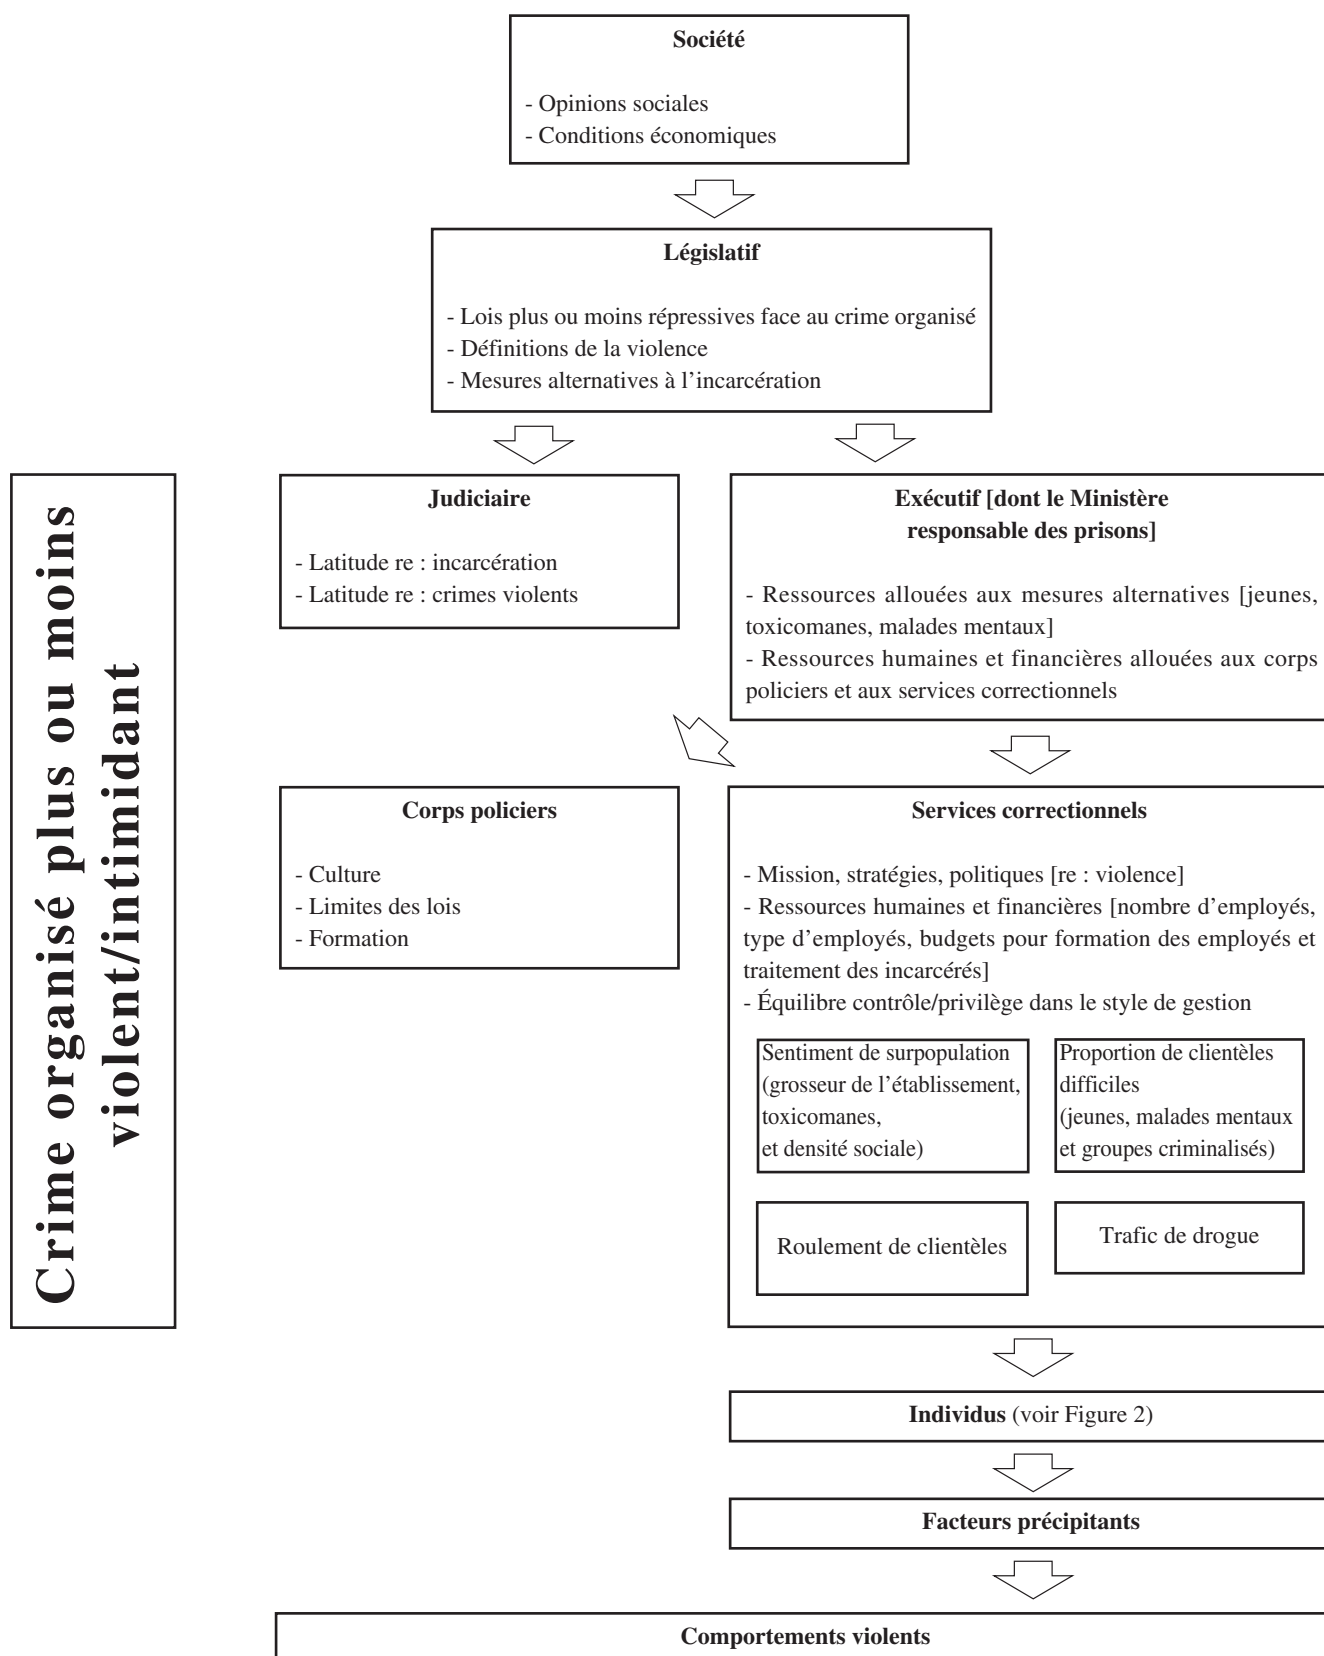 Société
- Opinions sociales
- Conditions économiques
Législatif
- Lois plus ou moins répressives face au crime organisé
- Définitions de la violence
- Mesures alternatives à l’incarcération
Crime organisé plus ou moins
violent/intimidant
Judiciaire
- Latitude re : incarcération
- Latitude re : crimes violents
Exécutif [dont le Ministère
responsable des prisons]
- Ressources allouées aux mesures alternatives [jeunes,
toxicomanes, malades mentaux]
- Ressources humaines et financières allouées aux corps
policiers et aux services correctionnels
Corps policiers
- Culture
- Limites des lois
- Formation
Services correctionnels
- Mission, stratégies, politiques [re : violence]
- Ressources humaines et financières [nombre d’employés,
type d’employés, budgets pour formation des employés et
traitement des incarcérés]
- Équilibre contrôle/privilège dans le style de gestion
Sentiment de surpopulation
(grosseur de l’établissement,
toxicomanes,
et densité sociale)
Proportion de clientèles
difficiles
(jeunes, malades mentaux
et groupes criminalisés)
Roulement de clientèles
Trafic de drogue
Individus (voir Figure 2)
Facteurs précipitants
Comportements violents